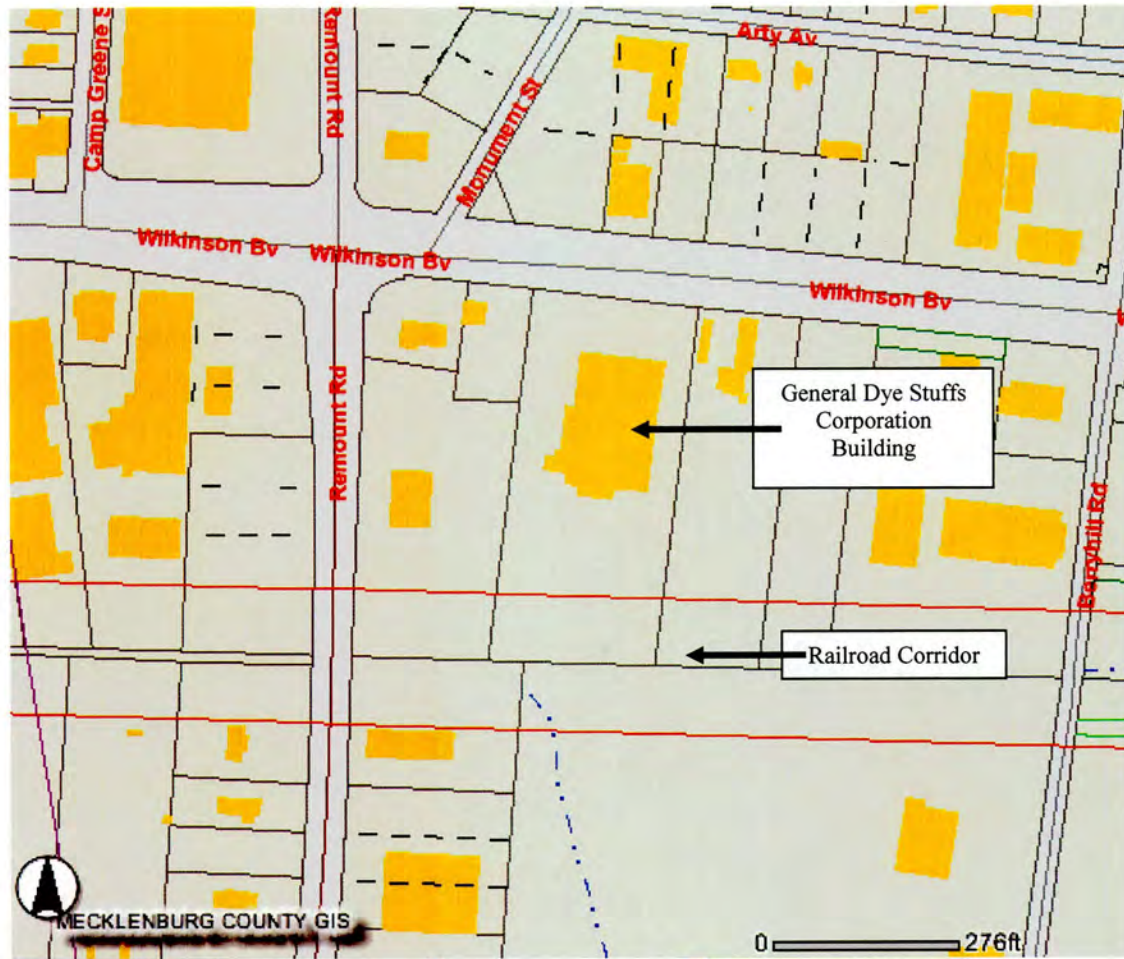 Camp Greene S
Remount Rd
Monument St
Arty Av
Wilkinson Bv
Wilkinson Bv
Wilkinson Bv
Remount Rd
General Dye Stuffs
Corporation
Building
Berryhill Rd
Railroad Corridor
MECKLENBURG COUNTY GIS
0 276ft